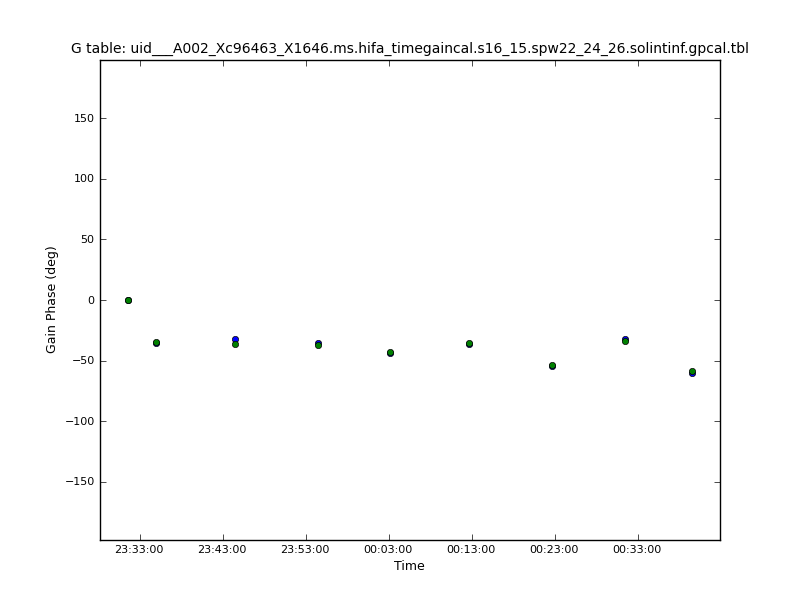 G table: uid___A002_Xc96463_X1646.ms.hifa_timegaincal.s16_15.spw22_24_26.solintinf.gpcal.tbl
150
100
50
0
−50
−100
−150
Gain Phase (deg)
23:33:00 23:43:00 23:53:00 00:03:00 00:13:00 00:23:00 00:33:00
Time